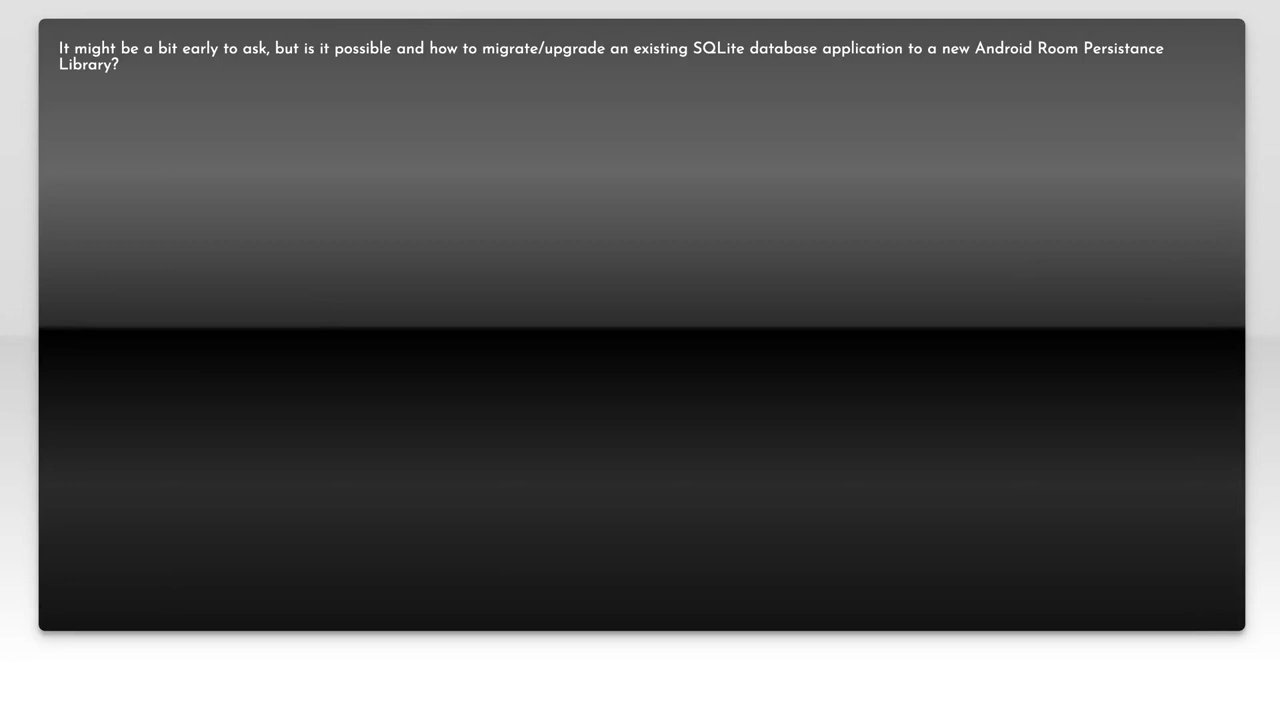 It might be a bit early to ask, but is it possible and how to migrate/upgrade an existing SQLite database application to a new Android Room Persistance
Library?